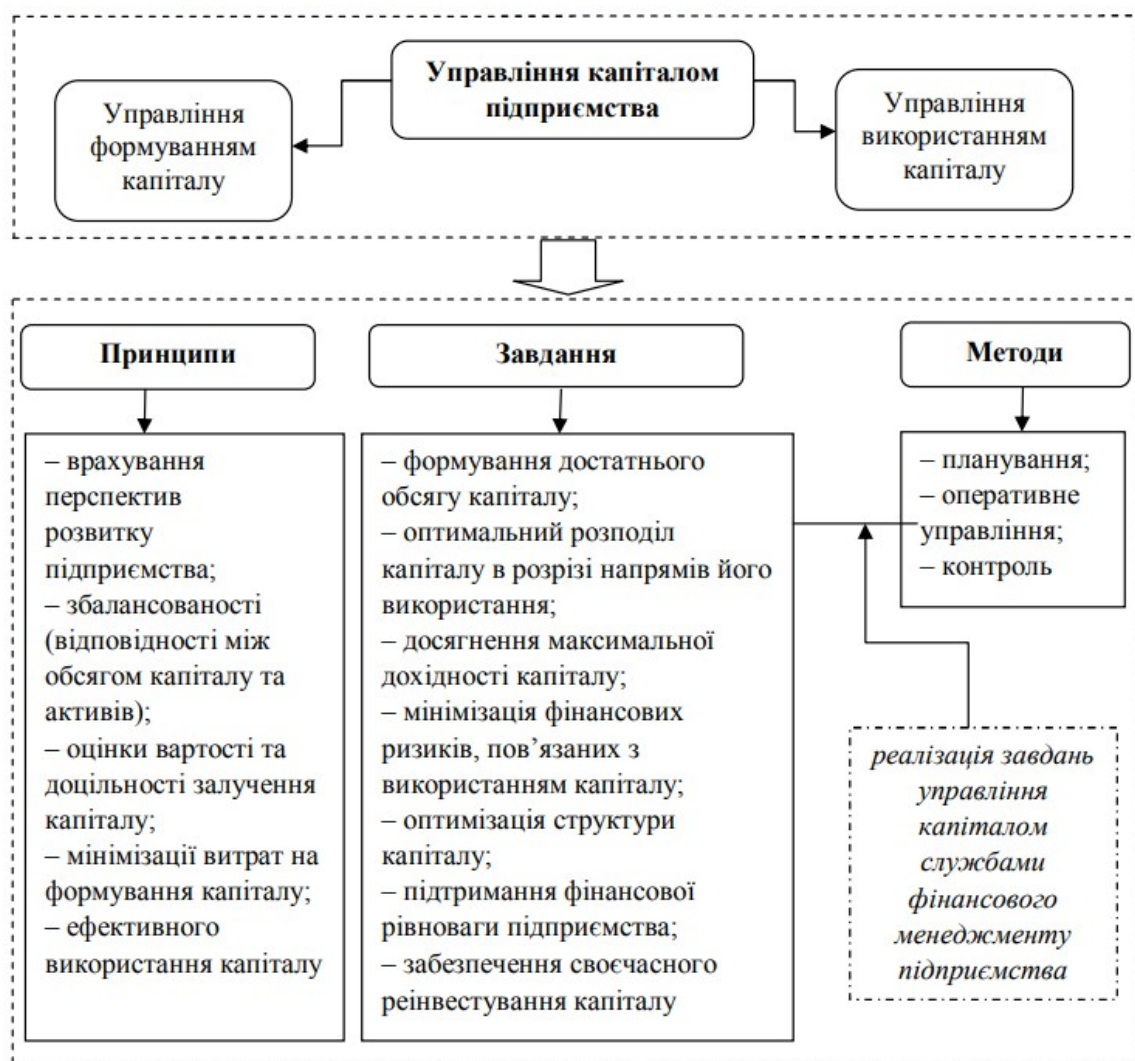 Управління капіталом
підприємства
Управління
формуванням
капіталу
Управління
використанням
капіталу
Принципи
– врахування
перспектив
розвитку
підприємства;
– збалансованості
(відповідності між
обсягом капіталу та
активів);
– оцінки вартості та
доцільності залучення
капіталу;
– мінімізації витрат на
формування капіталу;
– ефективного
використання капіталу
Завдання
– формування достатнього
обсягу капіталу;
– оптимальний розподіл
капіталу в розрізі напрямів його
використання;
– досягнення максимальної
дохідності капіталу;
– мінімізація фінансових
ризиків, пов’язаних з
використанням капіталу;
– оптимізація структури
капіталу;
– підтримання фінансової
рівноваги підприємства;
– забезпечення своєчасного
реінвестування капіталу
Методи
– планування;
– оперативне
управління;
– контроль
реалізація завдань
управління
капіталом
службами
фінансового
менеджменту
підприємства